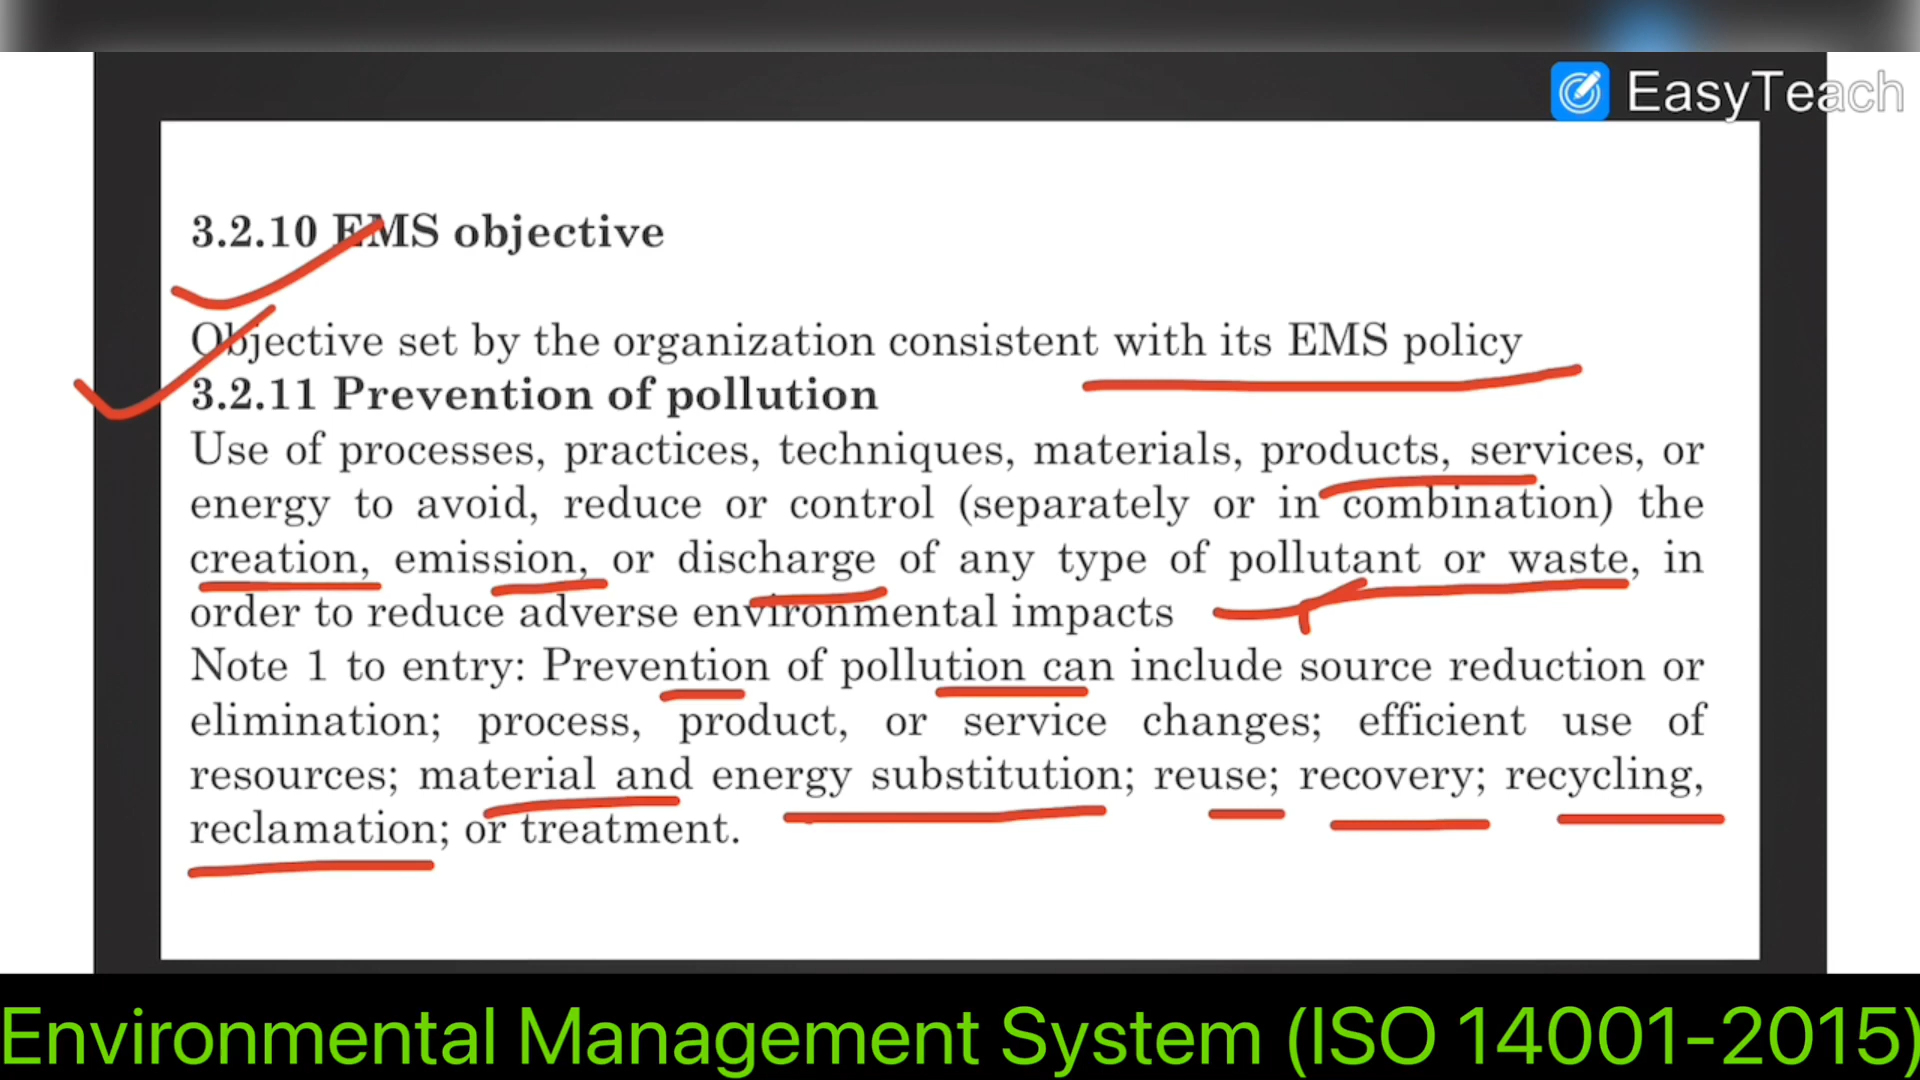 EasyTeach
3.2.10 EMS objective
Objective set by the organization consistent with its EMS policy
3.2.11 Prevention of pollution
Use of processes, practices, techniques, materials, products, services, or
energy to avoid, reduce or control (separately or in combination) the
creation, emission, or discharge of any type of pollutant or waste, in
order to reduce adverse environmental impacts
Note 1 to entry: Prevention of pollution can include source reduction or
elimination; process, product, or service changes; efficient use of
resources; material and energy substitution; reuse; recovery; recycling,
reclamation; or treatment.
Environmental Management System (ISO 14001-2015)